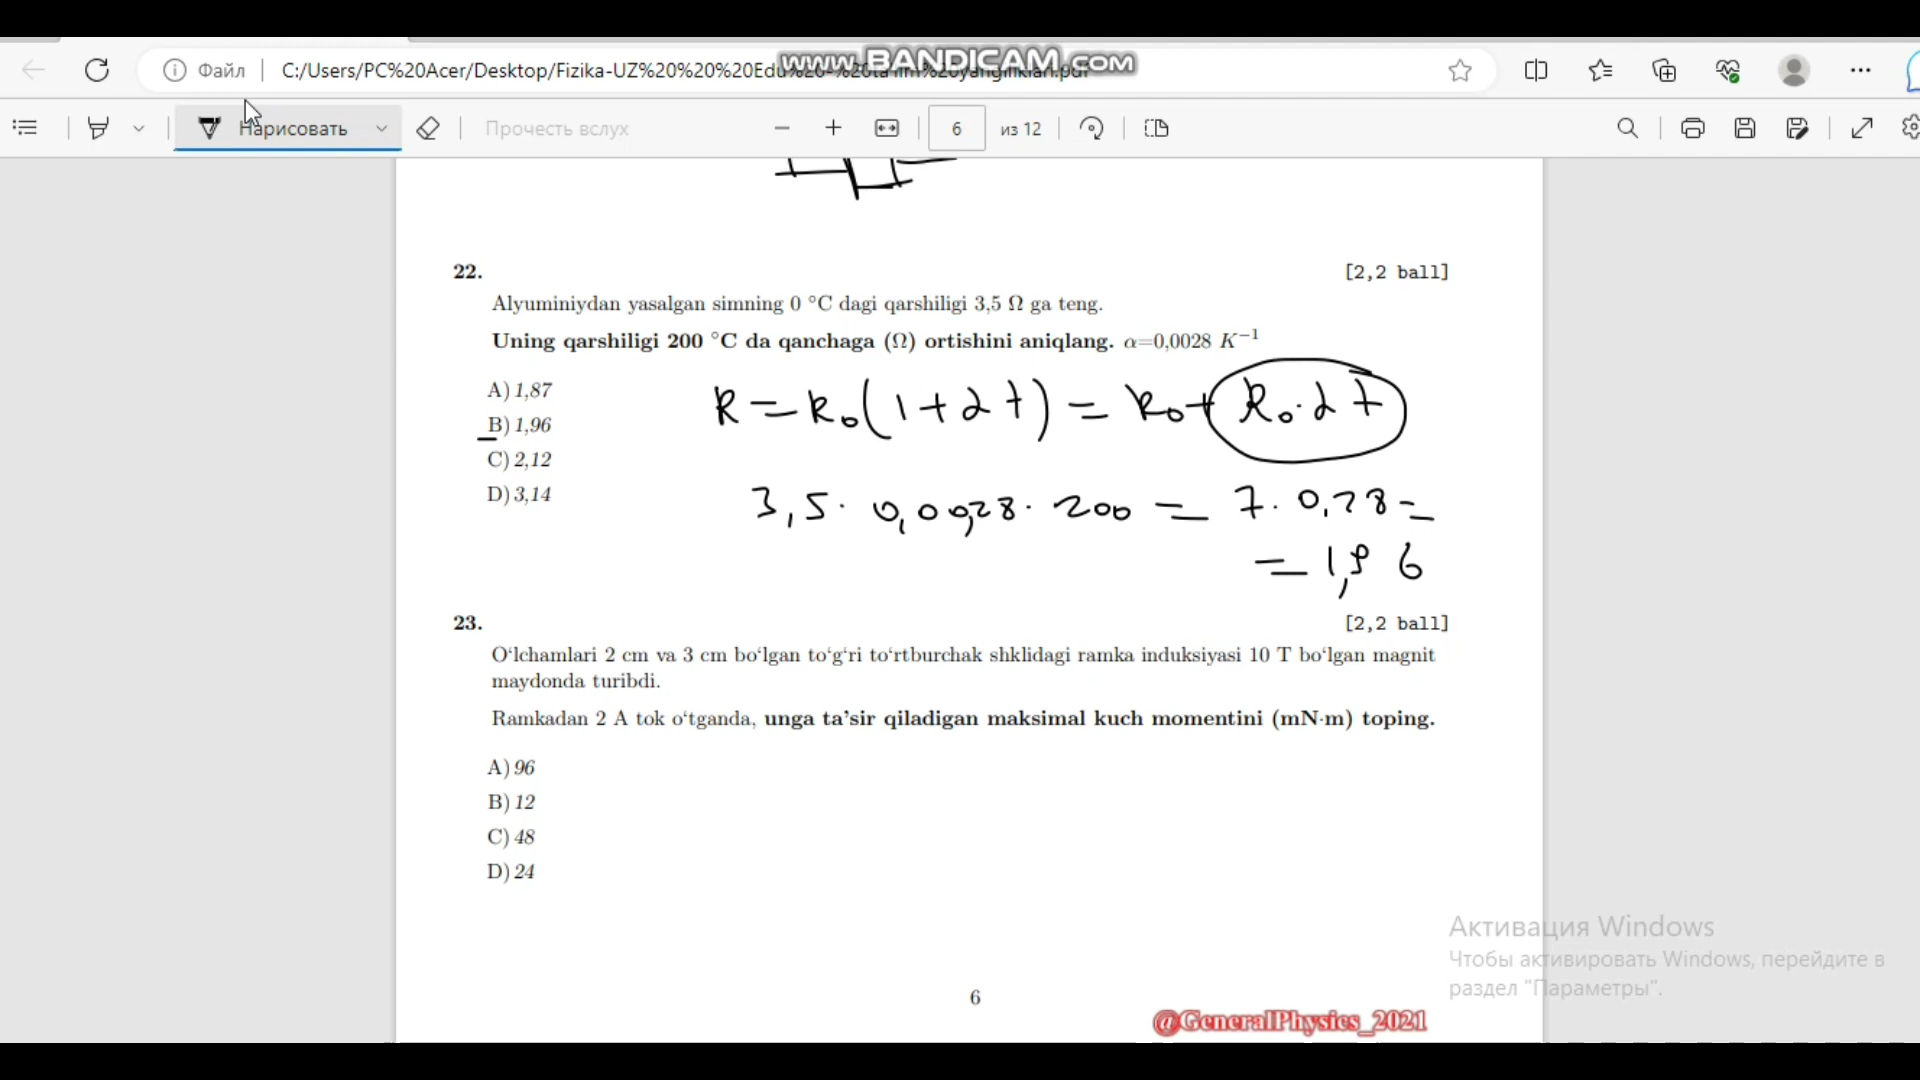 www.BANDICAM.com
Файл
C:/Users/PC%20Acer/Desktop/Fizika-UZ%20%20%20Edu%20-%20ta'lim%20yangiliklari.pdf
Нарисовать
Прочесть вслух
6
из 12
22.
[2,2 ball]
Alyuminiydan yasalgan simning 0 °C dagi qarshiligi 3,5 Ω ga teng.
Uning qarshiligi 200 °C da qanchaga (Ω) ortishini aniqlang. α=0,0028 K⁻¹
A) 1,87
B) 1,96
C) 2,12
D) 3,14
R = R₀(1+αt) = R₀+ R₀·αt
3,5· 0,0028· 200 = 7· 0,28 =
= 1,96
23.
[2,2 ball]
O‘lchamlari 2 cm va 3 cm bo‘lgan to‘g‘ri to‘rtburchak shklidagi ramka induksiyasi 10 T bo‘lgan magnit
maydonda turibdi.
Ramkadan 2 A tok o‘tganda, unga ta’sir qiladigan maksimal kuch momentini (mN·m) toping.
A) 96
B) 12
C) 48
D) 24
Активация Windows
Чтобы активировать Windows, перейдите в
раздел "Параметры".
6
@GeneralPhysics_2021